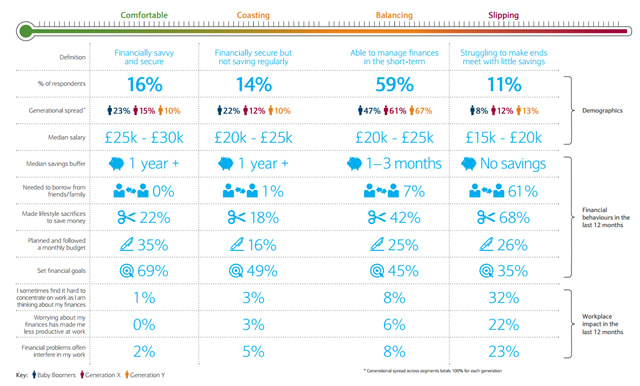 Comfortable Coasting Balancing Slipping
Definition Financially savvy Financially secure but Able to manage finances Struggling to make ends
and secure not saving regularly in the short-term meet with little savings
% of respondents 16% 14% 59% 11%
Generational spread* 23% 15% 10% 22% 12% 10% 47% 61% 67% 8% 12% 13%
Demographics
Median salary £25k - £30k £20k - £25k £20k - £25k £15k - £20k
Median savings buffer 1 year + 1 year + 1–3 months No savings
Needed to borrow from
friends/family 0% 1% 7% 61%
Made lifestyle sacrifices
to save money 22% 18% 42% 68%
Financial
behaviours in the
last 12 months
Planned and followed
a monthly budget 35% 16% 25% 26%
Set financial goals 69% 49% 45% 35%
I sometimes find it hard to
concentrate on work as I am
thinking about my finances 1% 3% 8% 32%
Worrying about my
finances has made me
less productive at work 0% 3% 6% 22%
Workplace
impact in the last
12 months
Financial problems often
interfere in my work 2% 5% 8% 23%
Key: Baby Boomers Generation X Generation Y
* Generational spread across segments totals 100% for each generation